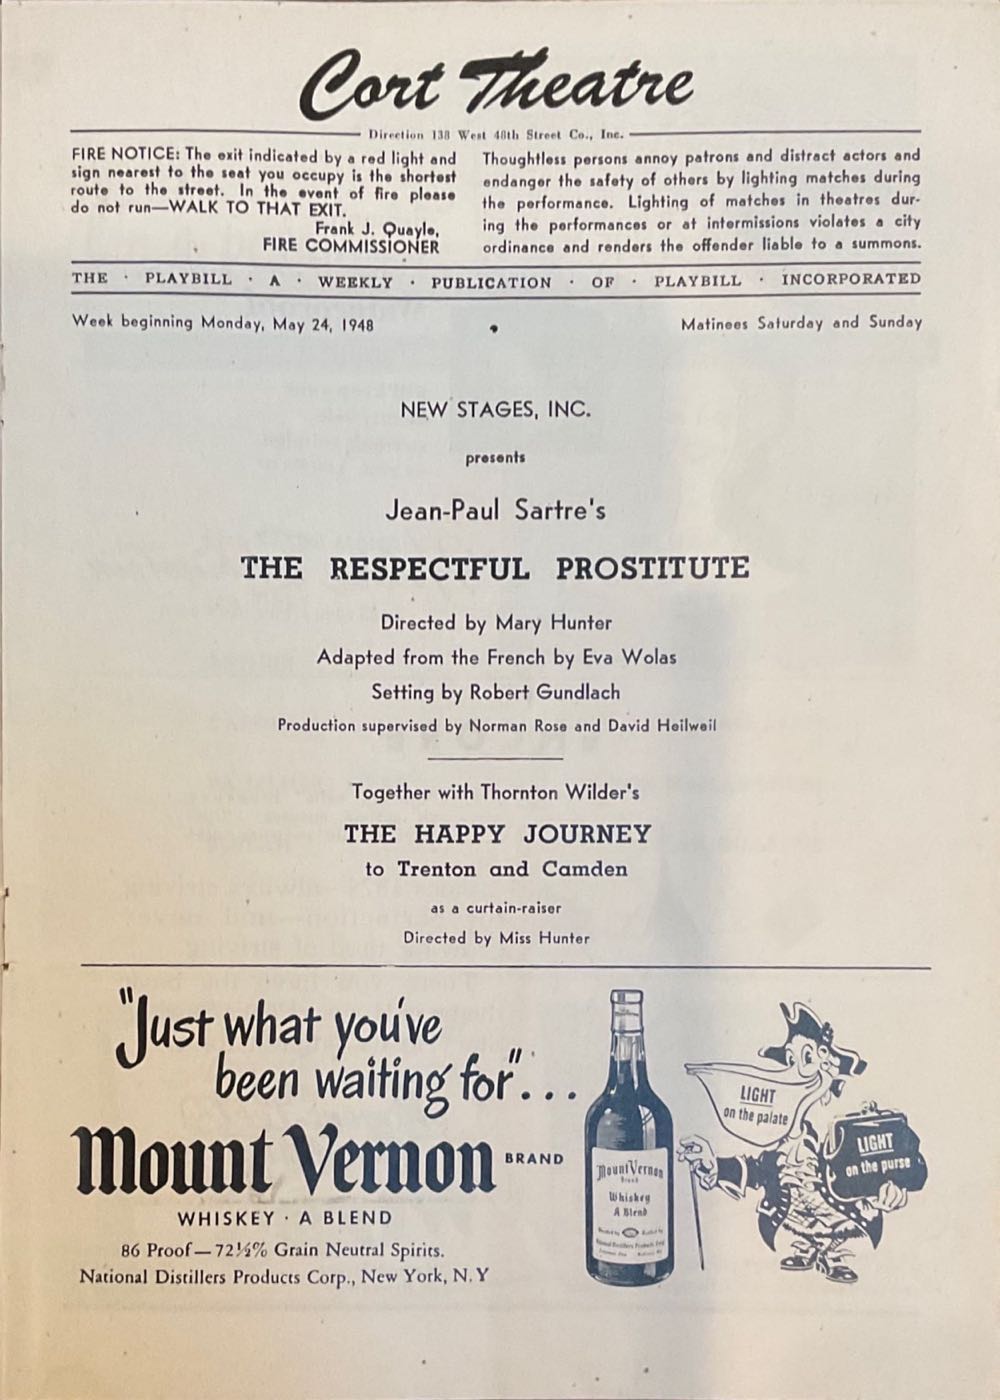 Cort Theatre
Direction 138 West 48th Street Co., Inc.
FIRE NOTICE: The exit indicated by a red light and
sign nearest to the seat you occupy is the shortest
route to the street. In the event of fire please
do not run—WALK TO THAT EXIT.
Frank J. Quayle,
FIRE COMMISSIONER
Thoughtless persons annoy patrons and distract actors and
endanger the safety of others by lighting matches during
the performance. Lighting of matches in theatres dur-
ing the performances or at intermissions violates a city
ordinance and renders the offender liable to a summons.
THE · PLAYBILL · A · WEEKLY · PUBLICATION · OF · PLAYBILL · INCORPORATED
Week beginning Monday, May 24, 1948 • Matinees Saturday and Sunday
NEW STAGES, INC.
presents
Jean-Paul Sartre's
THE RESPECTFUL PROSTITUTE
Directed by Mary Hunter
Adapted from the French by Eva Wolas
Setting by Robert Gundlach
Production supervised by Norman Rose and David Heilweil
Together with Thornton Wilder's
THE HAPPY JOURNEY
to Trenton and Camden
as a curtain-raiser
Directed by Miss Hunter
"Just what you've
been waiting for"...
Mount Vernon BRAND
WHISKEY · A BLEND
86 Proof—72½% Grain Neutral Spirits.
National Distillers Products Corp., New York, N.Y
Mount Vernon
Brand
Whiskey
A Blend
LIGHT
on the palate
LIGHT
on the purse